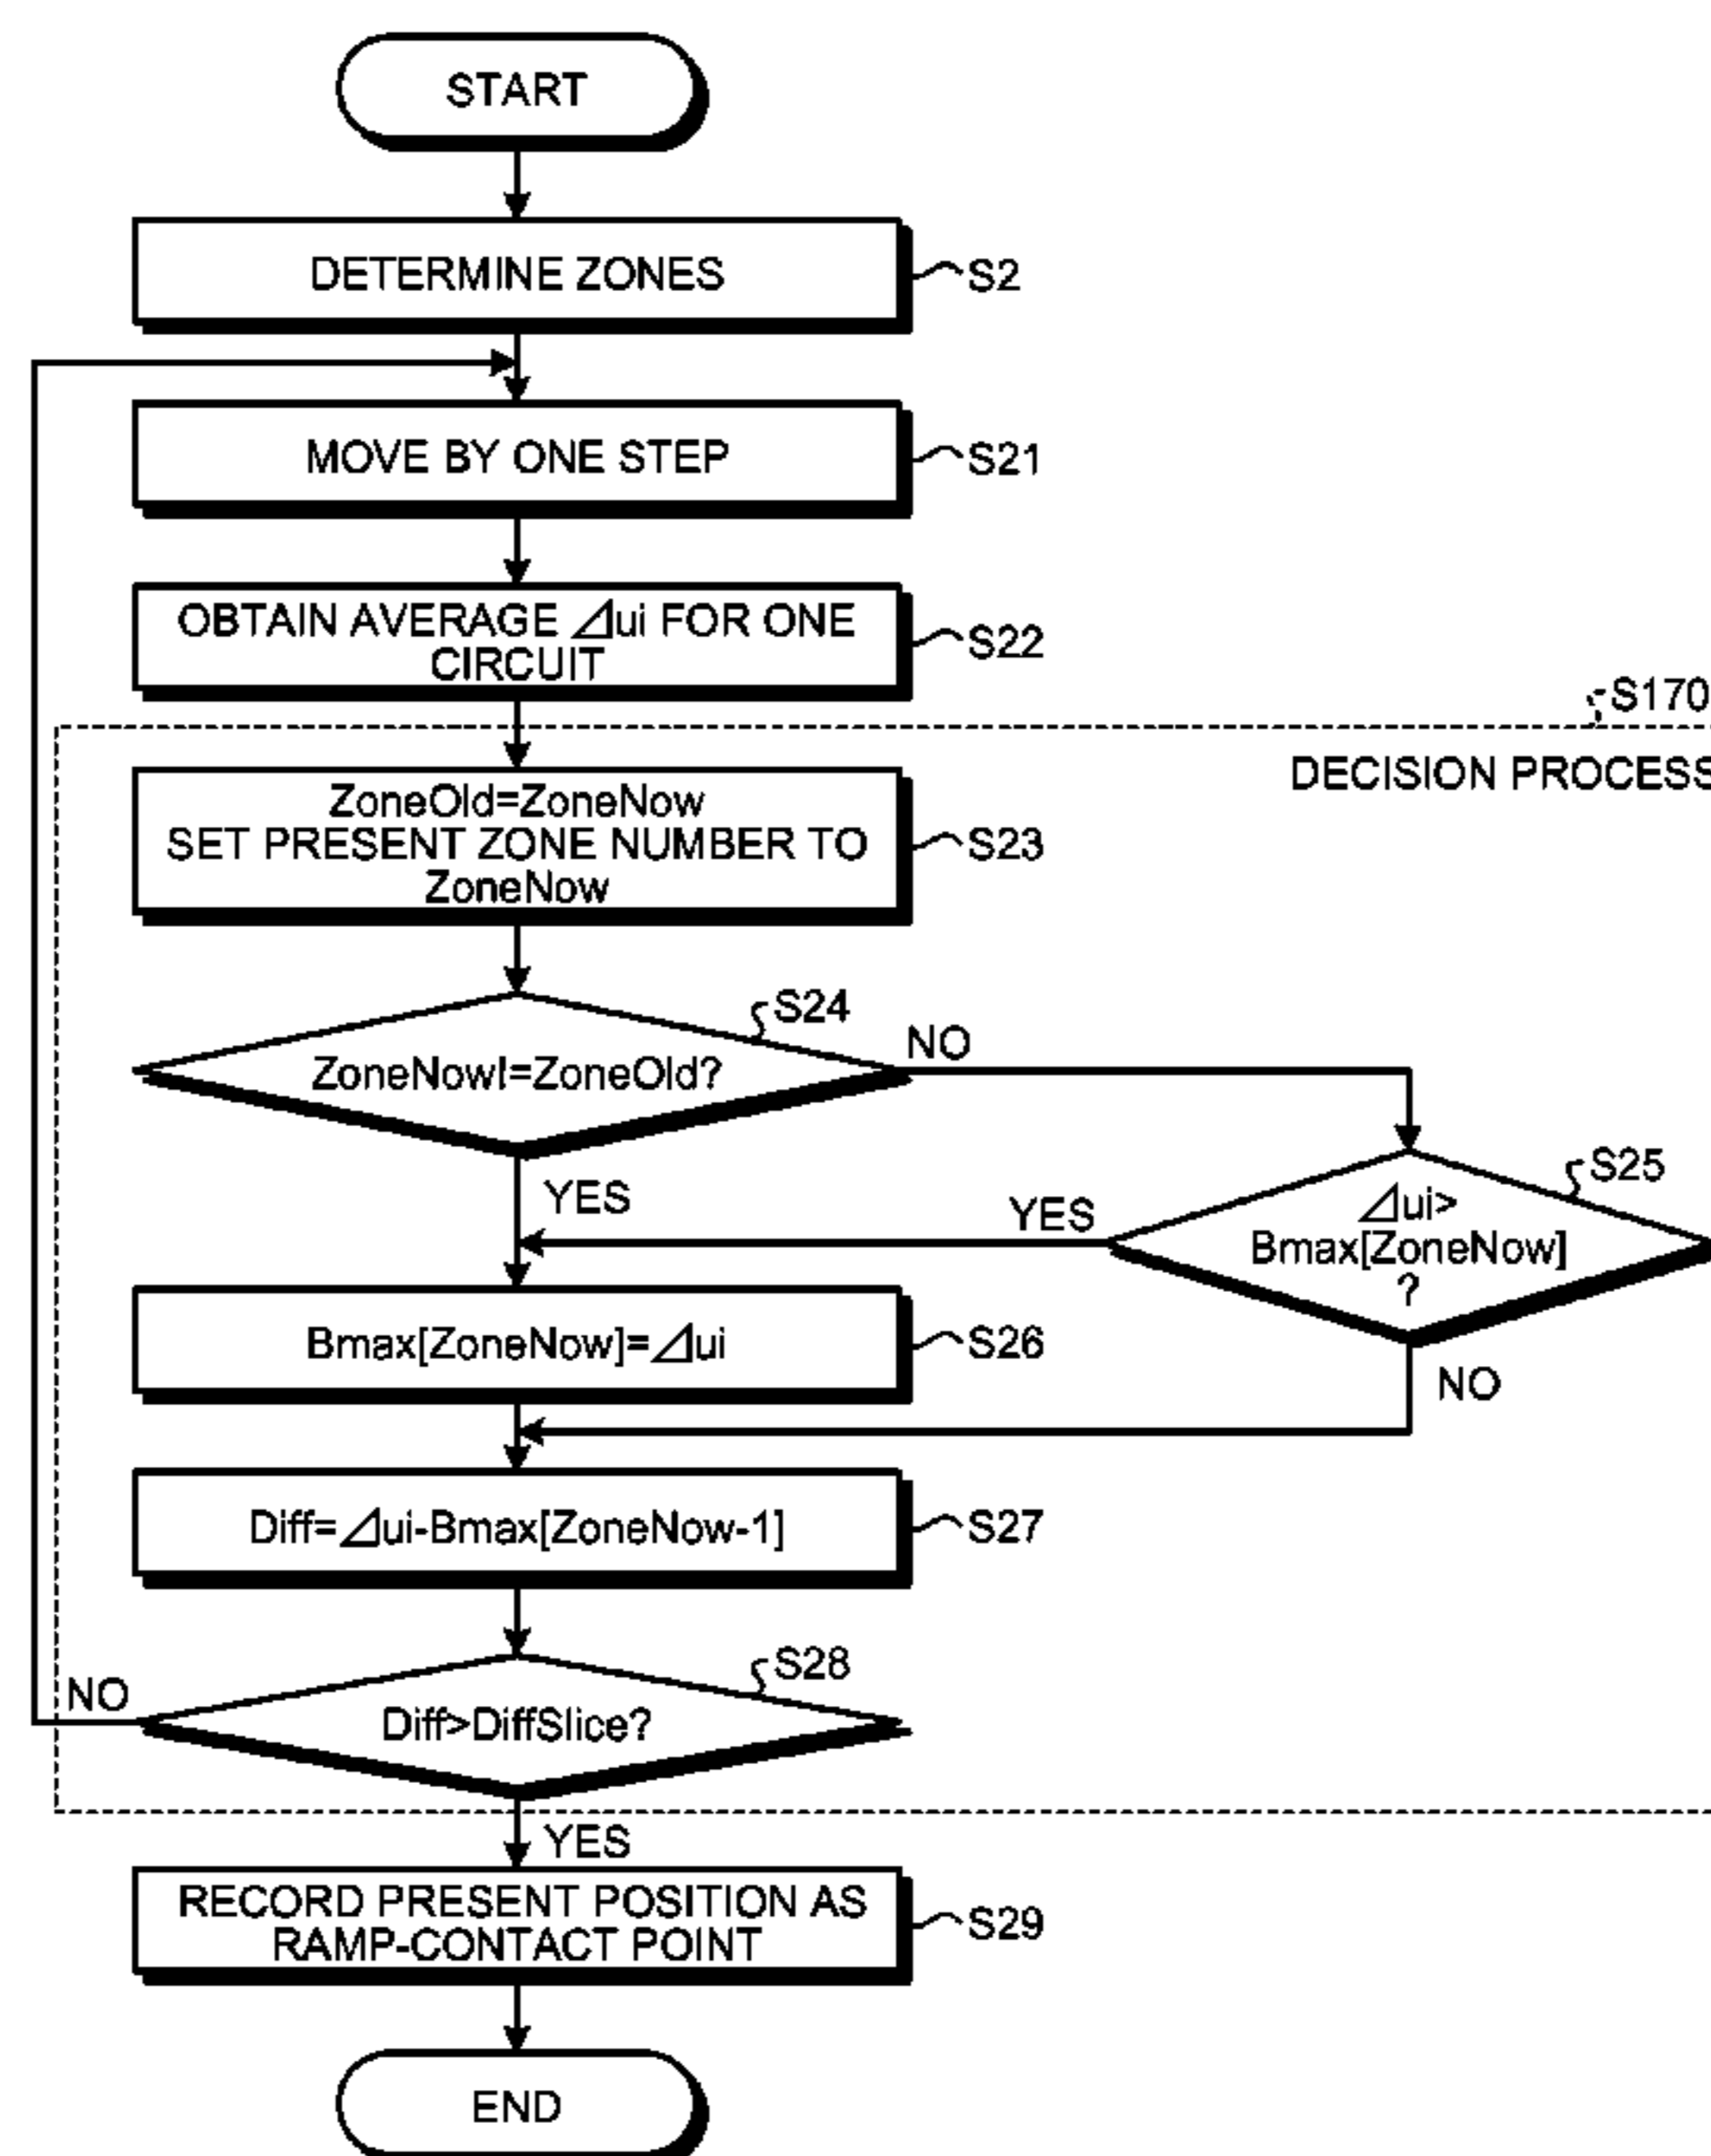 START
DETERMINE ZONES
S2
MOVE BY ONE STEP
S21
OBTAIN AVERAGE ⊿ui FOR ONE
CIRCUIT
S22
S170
DECISION PROCESS
ZoneOld=ZoneNow
SET PRESENT ZONE NUMBER TO
ZoneNow
S23
S24
ZoneNow!=ZoneOld?
NO
YES
S25
⊿ui>
Bmax[ZoneNow]
?
YES
NO
Bmax[ZoneNow]=⊿ui
S26
Diff=⊿ui-Bmax[ZoneNow-1]
S27
S28
Diff>DiffSlice?
NO
YES
RECORD PRESENT POSITION AS
RAMP-CONTACT POINT
S29
END